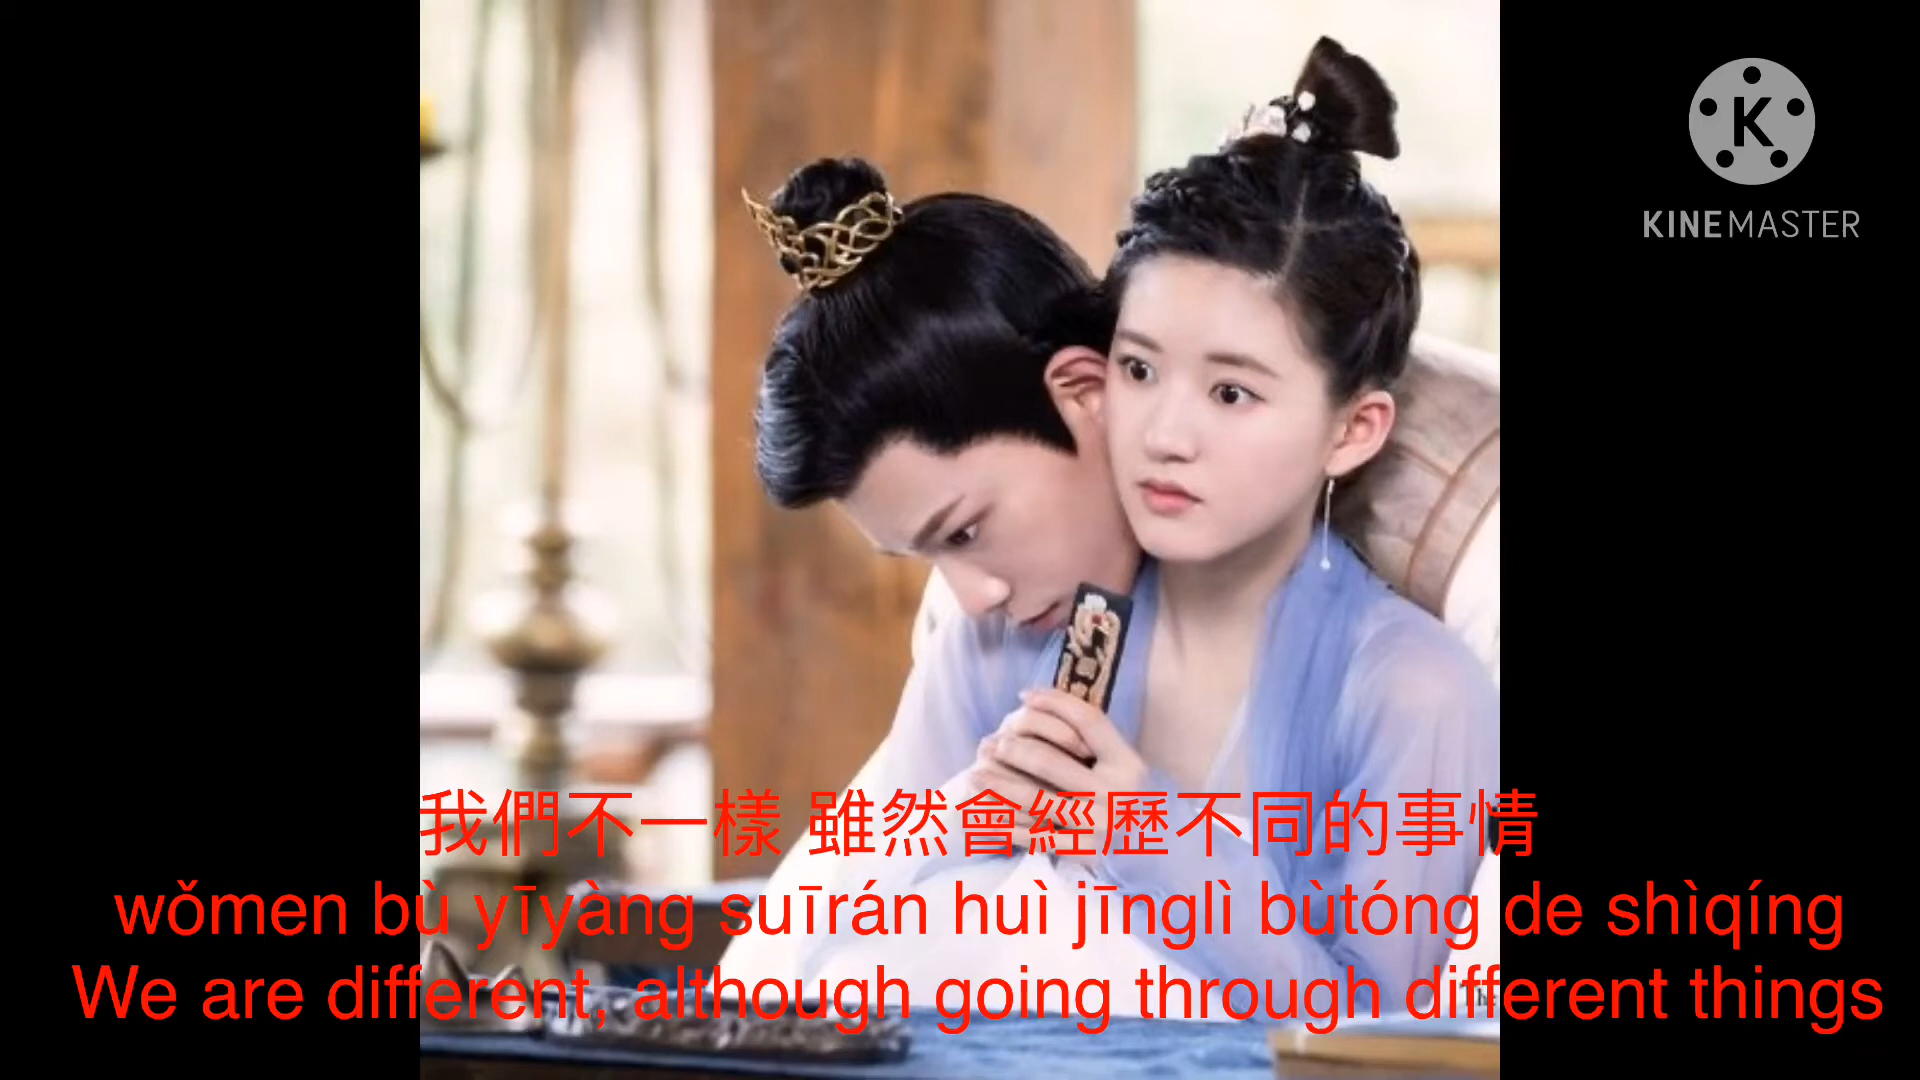 K
KINEMASTER
我們不一樣 雖然會經歷不同的事情
wǒmen bù yīyàng suīrán huì jīnglì bùtóng de shìqíng
We are different, although going through different things